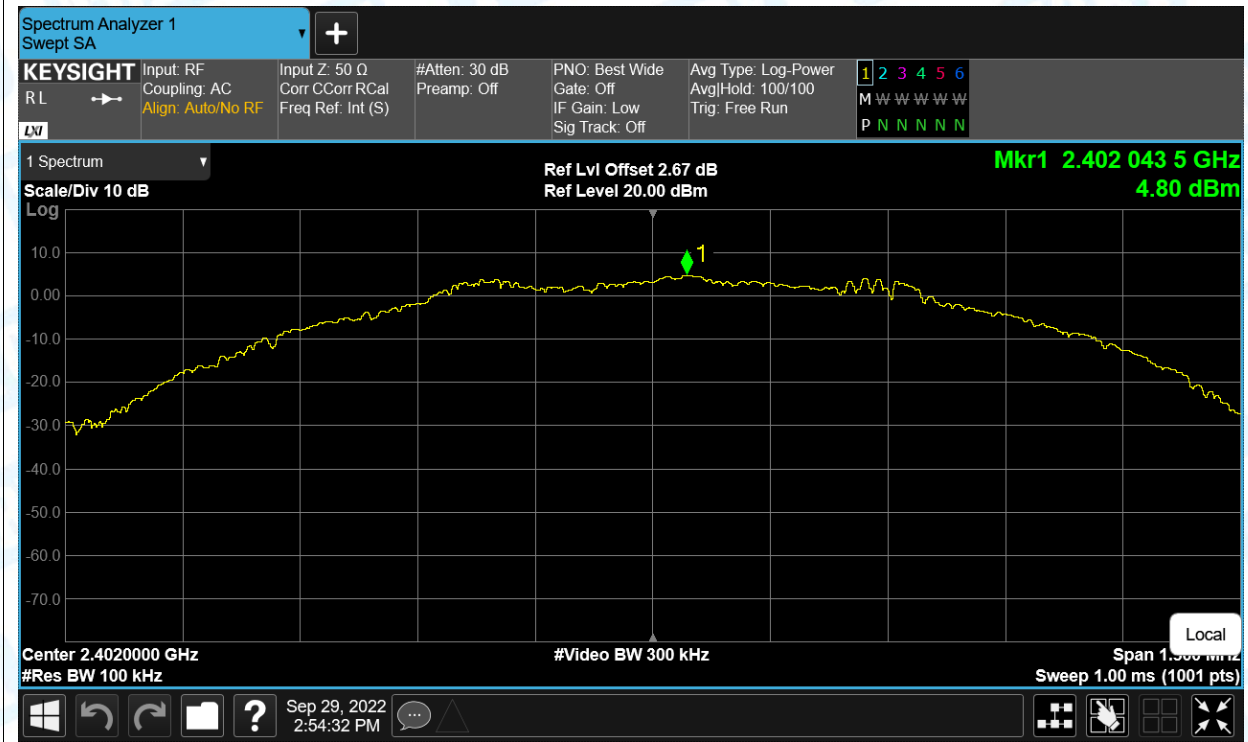 Spectrum Analyzer 1
Swept SA
KEYSIGHT
R L
LXI
Input: RF
Coupling: AC
Align: Auto/No RF
Input Z: 50 Ω
Corr CCorr RCal
Freq Ref: Int (S)
#Atten: 30 dB
Preamp: Off
PNO: Best Wide
Gate: Off
IF Gain: Low
Sig Track: Off
Avg Type: Log-Power
Avg|Hold: 100/100
Trig: Free Run
1 2 3 4 5 6
M W W W W W W
P N N N N N N
1 Spectrum
Scale/Div 10 dB
Log
Ref Lvl Offset 2.67 dB
Ref Level 20.00 dBm
Mkr1 2.402 043 5 GHz
4.80 dBm
1
10.0
0.00
-10.0
-20.0
-30.0
-40.0
-50.0
-60.0
-70.0
Local
Center 2.4020000 GHz
#Video BW 300 kHz
Span
#Res BW 100 kHz
Sweep 1.00 ms (1001 pts)
?
Sep 29, 2022
2:54:32 PM